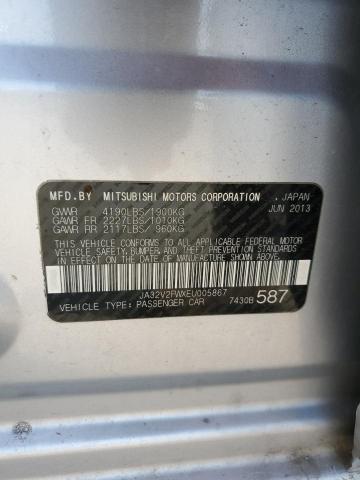 MFD.BY MITSUBISHI MOTORS CORPORATION . JAPAN
GVWR 4190LBS/1900KG JUN 2013
GAWR FR 2227LBS/1010KG
GAWR RR 2117LBS/ 960KG
THIS VEHICLE CONFORMS TO ALL APPLICABLE FEDERAL MOTOR
VEHICLE SAFETY, BUMPER AND THEFT PREVENTION STANDARDS
IN EFFECT ON THE DATE OF MANUFACTURE SHOWN ABOVE.
JA32V2FWXEU005867
VEHICLE TYPE: PASSENGER CAR 7430B 587